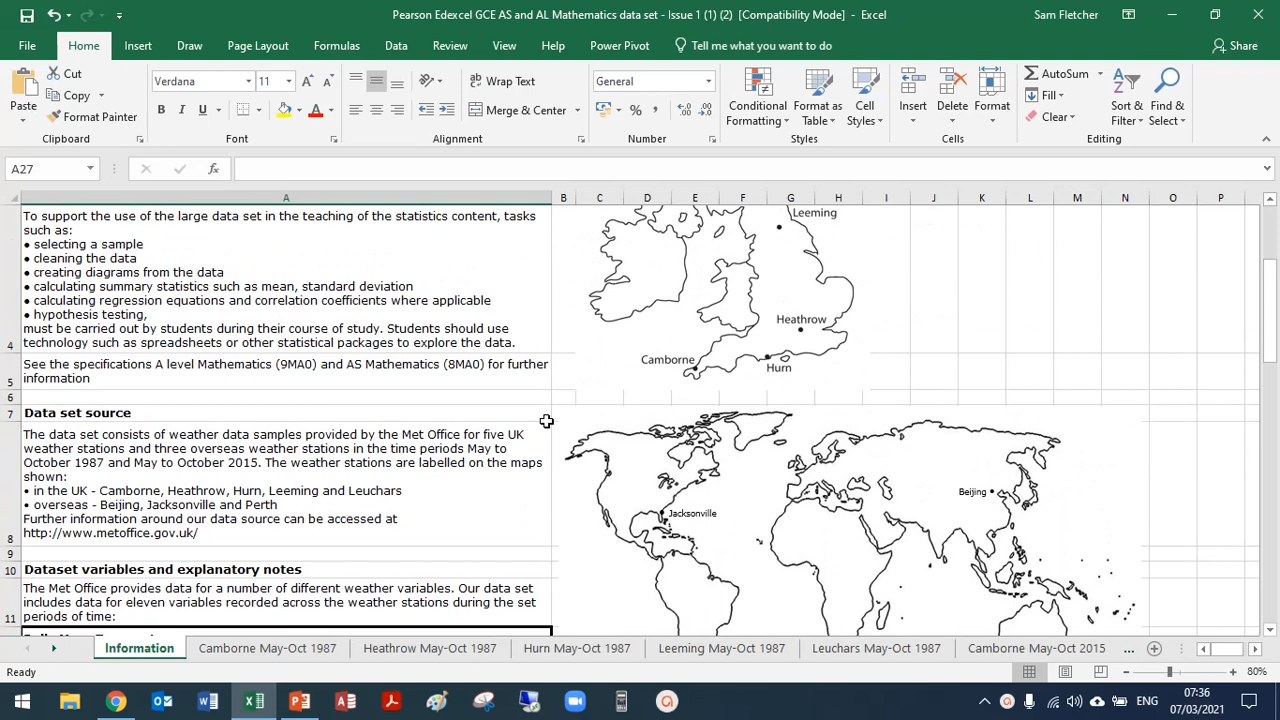 Pearson Edexcel GCE AS and AL Mathematics data set - Issue 1 (1) (2) [Compatibility Mode] - Excel
Sam Fletcher
File Home Insert Draw Page Layout Formulas Data Review View Help Power Pivot Tell me what you want to do Share
Paste
Cut
Copy
Format Painter
Clipboard
Verdana 11
B I U A
Font
ab Wrap Text
Merge & Center
Alignment
General
% ,
Number
Conditional Formatting
Format as Table
Cell Styles
Styles
Insert Delete Format
Cells
AutoSum
Fill
Clear
Sort & Filter
Find & Select
Editing
A27 fx
A B C D E F G H I J K L M N O P
To support the use of the large data set in the teaching of the statistics content, tasks
such as:
• selecting a sample
• cleaning the data
• creating diagrams from the data
• calculating summary statistics such as mean, standard deviation
• calculating regression equations and correlation coefficients where applicable
• hypothesis testing,
must be carried out by students during their course of study. Students should use
4 technology such as spreadsheets or other statistical packages to explore the data.
See the specifications A level Mathematics (9MA0) and AS Mathematics (8MA0) for further
5 information
6
7 Data set source
The data set consists of weather data samples provided by the Met Office for five UK
weather stations and three overseas weather stations in the time periods May to
October 1987 and May to October 2015. The weather stations are labelled on the maps
shown:
• in the UK - Camborne, Heathrow, Hurn, Leeming and Leuchars
• overseas - Beijing, Jacksonville and Perth
Further information around our data source can be accessed at
8 http://www.metoffice.gov.uk/
9
10 Dataset variables and explanatory notes
The Met Office provides data for a number of different weather variables. Our data set
includes data for eleven variables recorded across the weather stations during the set
11 periods of time:
Leeming
Heathrow
Camborne
Hurn
Beijing
Jacksonville
Information Camborne May-Oct 1987 Heathrow May-Oct 1987 Hurn May-Oct 1987 Leeming May-Oct 1987 Leuchars May-Oct 1987 Camborne May-Oct 2015 ...
Ready
80%
ENG
07:36
07/03/2021